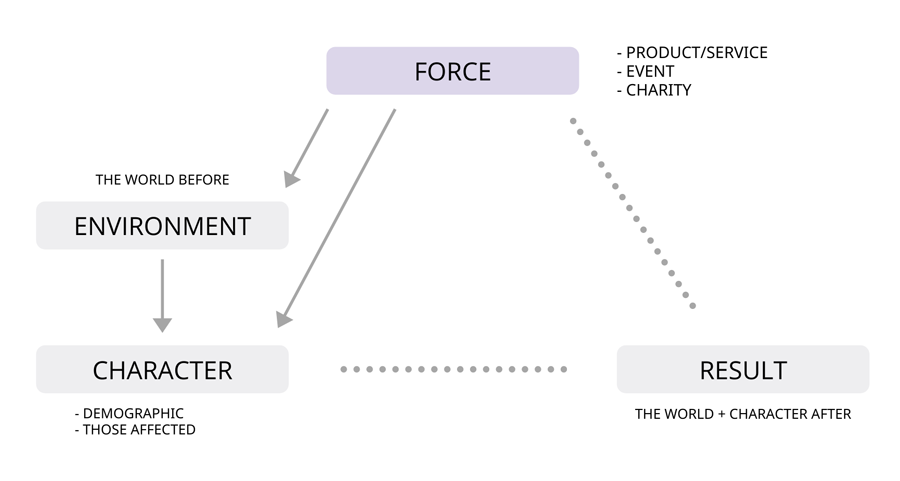 FORCE
- PRODUCT/SERVICE
- EVENT
- CHARITY
THE WORLD BEFORE
ENVIRONMENT
CHARACTER
- DEMOGRAPHIC
- THOSE AFFECTED
RESULT
THE WORLD + CHARACTER AFTER